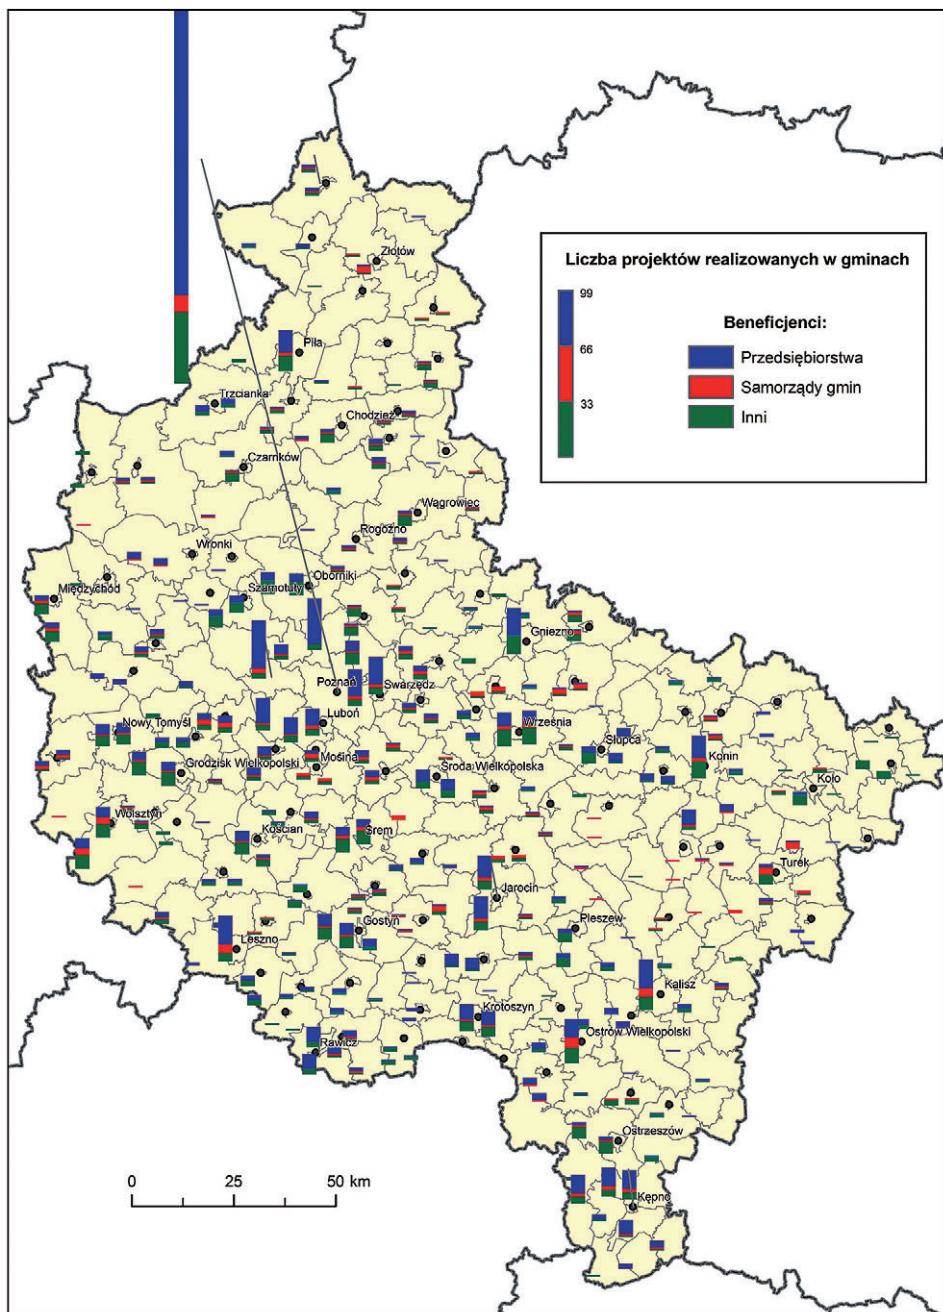 Złotów
Liczba projektów realizowanych w gminach
99
Beneficjenci:
66
Przedsiębiorstwa
Samorządy gmin
33
Inni
Piła
Trzcianka
Chodzież
Czarnków
Wągrowiec
Rogoźno
Wronki
Oborniki
Międzychód
Szamotuły
Gniezno
Poznań
Swarzędz
Nowy Tomyśl
Luboń
Września
Słupca
Mosina
Konin
Grodzisk Wielkopolski
Środa Wielkopolska
Koło
Wolsztyn
Kościan
Śrem
Turek
Jarocin
Gostyń
Pleszew
Leszno
Kalisz
Krotoszyn
Ostrów Wielkopolski
Rawicz
Ostrzeszów
0 25 50 km
Kępno